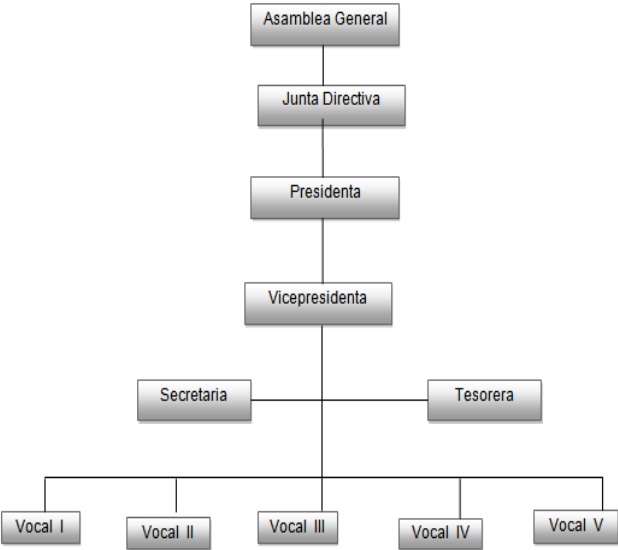 Asamblea General
Junta Directiva
Presidenta
Vicepresidenta
Secretaria
Tesorera
Vocal I
Vocal II
Vocal III
Vocal IV
Vocal V